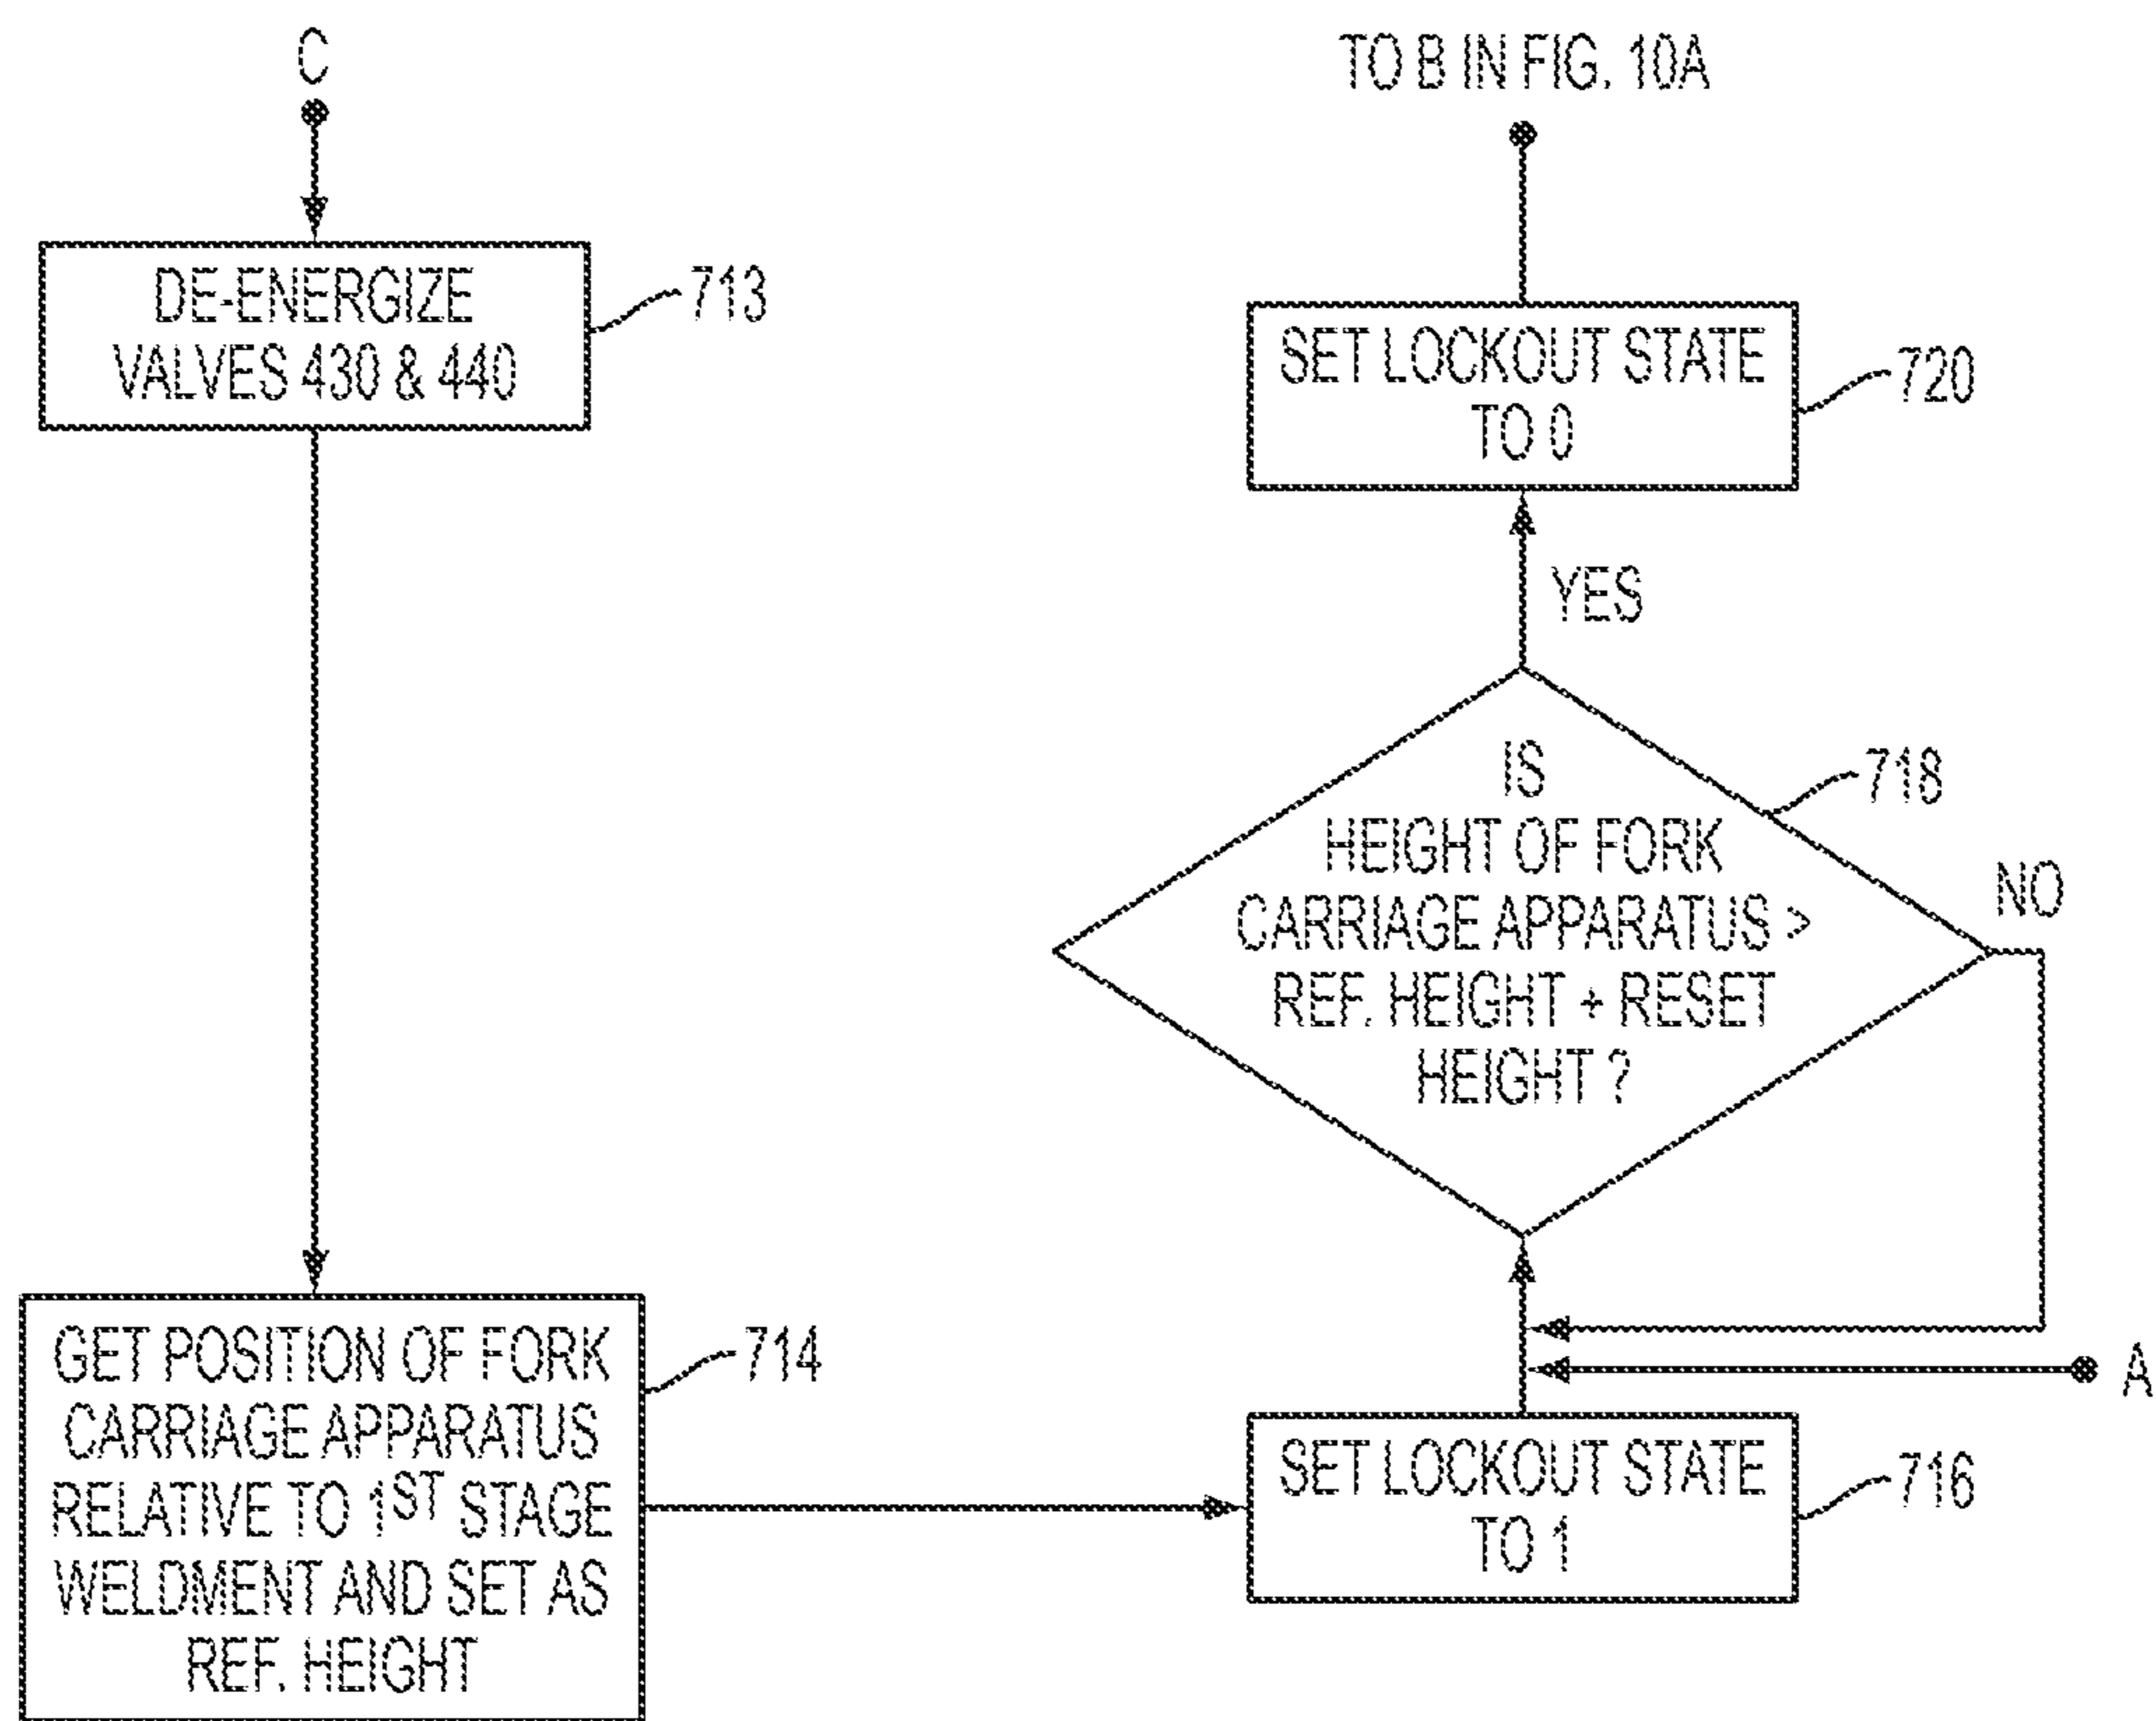 C
DE-ENERGIZE
VALVES 430 & 440
713
GET POSITION OF FORK
CARRIAGE APPARATUS
RELATIVE TO 1ST STAGE
WELDMENT AND SET AS
REF. HEIGHT
714
TO B IN FIG. 10A
SET LOCKOUT STATE
TO 0
720
YES
IS
HEIGHT OF FORK
CARRIAGE APPARATUS >
REF. HEIGHT + RESET
HEIGHT ?
718
NO
A
SET LOCKOUT STATE
TO 1
716